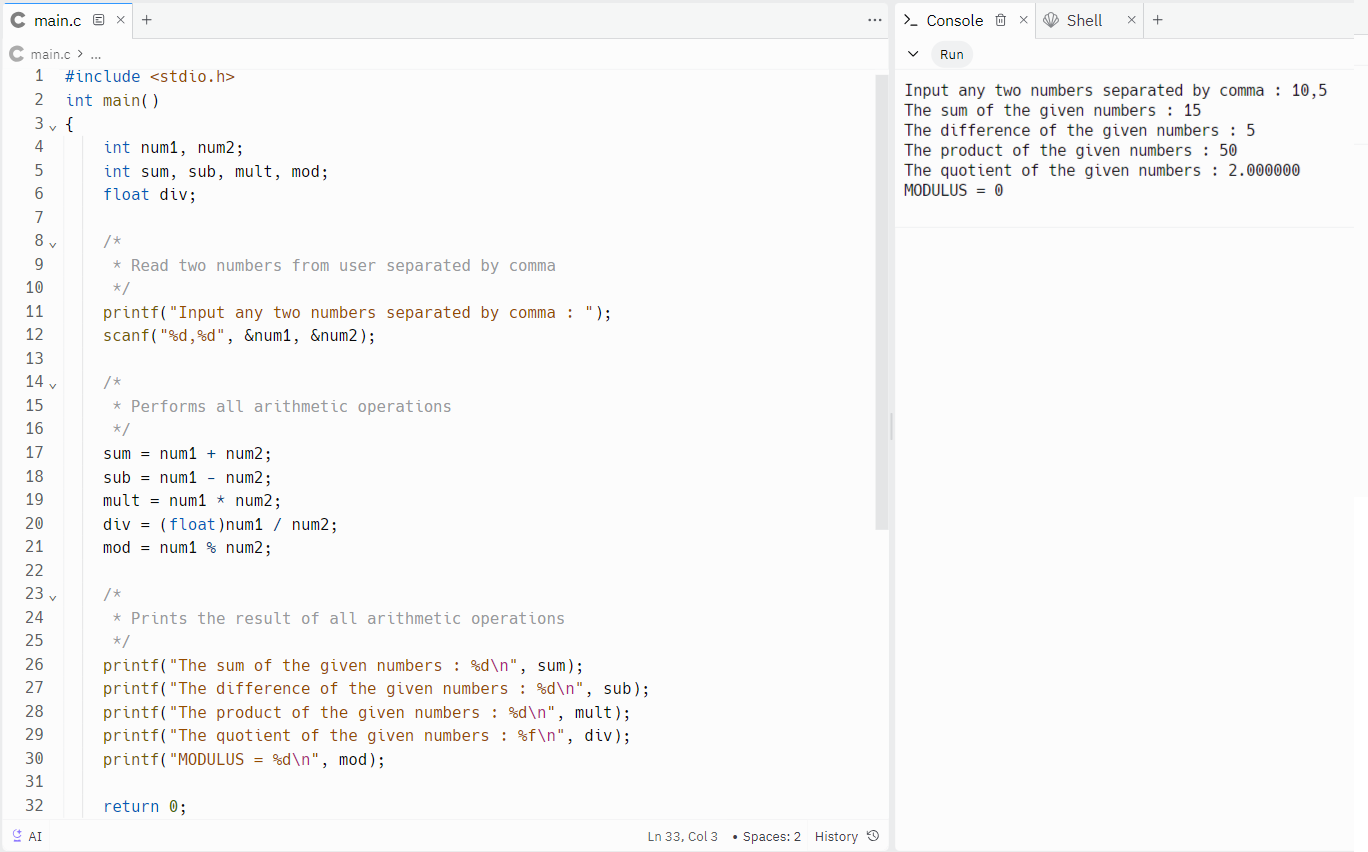 main.c
main.c > ...
1 #include <stdio.h>
2 int main()
3 {
4     int num1, num2;
5     int sum, sub, mult, mod;
6     float div;
7
8     /*
9      * Read two numbers from user separated by comma
10      */
11     printf("Input any two numbers separated by comma : ");
12     scanf("%d,%d", &num1, &num2);
13
14     /*
15      * Performs all arithmetic operations
16      */
17     sum = num1 + num2;
18     sub = num1 - num2;
19     mult = num1 * num2;
20     div = (float)num1 / num2;
21     mod = num1 % num2;
22
23     /*
24      * Prints the result of all arithmetic operations
25      */
26     printf("The sum of the given numbers : %d\n", sum);
27     printf("The difference of the given numbers : %d\n", sub);
28     printf("The product of the given numbers : %d\n", mult);
29     printf("The quotient of the given numbers : %f\n", div);
30     printf("MODULUS = %d\n", mod);
31
32     return 0;
AI
Ln 33, Col 3 • Spaces: 2 History
Console
Shell
Run
Input any two numbers separated by comma : 10,5
The sum of the given numbers : 15
The difference of the given numbers : 5
The product of the given numbers : 50
The quotient of the given numbers : 2.000000
MODULUS = 0